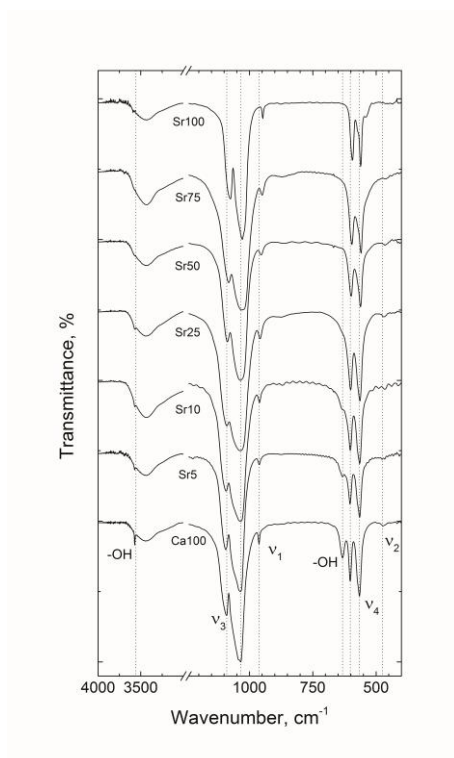 Transmittance, %
Sr100
Sr75
Sr50
Sr25
Sr10
Sr5
Ca100
-OH
ν3
ν1
-OH
ν4
ν2
4000 3500 1000 750 500
Wavenumber, cm-1